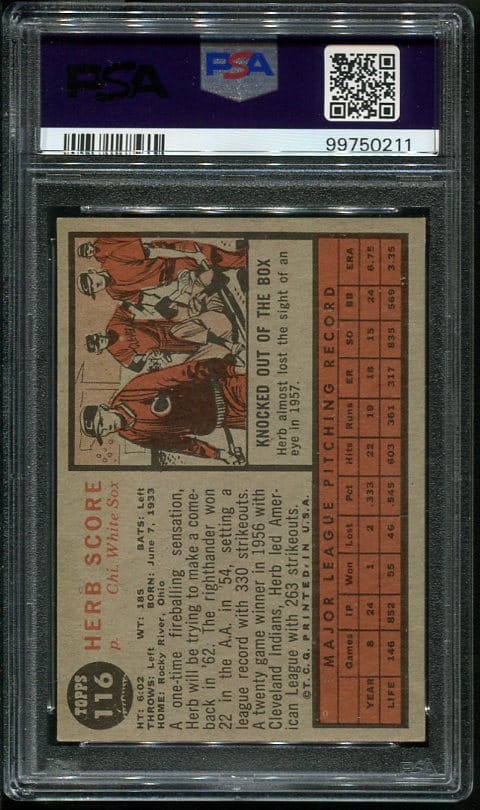 PSA
PSA
99750211
TOPPS
116
HERB SCORE
p. Chi. White Sox
HT: 6:02 WT: 185 BATS: Left
THROWS: Left BORN: June 7, 1933
HOME: Rocky River, Ohio
A one-time fireballing sensation,
Herb will be trying to make a come-
back in '62. The righthander won
22 in the A.A. in '54, setting a
league record with 330 strikeouts.
A twenty game winner in 1956 with
Cleveland Indians, Herb led Amer-
ican League with 263 strikeouts.
©T.C.G. PRINTED IN U.S.A.
C
KNOCKED OUT OF THE BOX
Herb almost lost the sight of an
eye in 1957.
MAJOR LEAGUE PITCHING RECORD
Games IP Won Lost Pct Hits Runs ER SO BB ERA
YEAR 8 24 1 2 .333 22 19 18 15 24 6.75
LIFE 146 852 55 46 .545 603 361 317 835 569 3.35
PSA